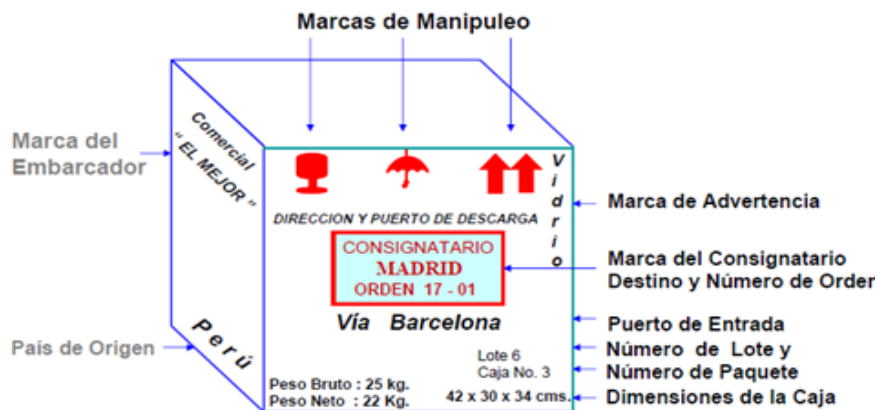 Marcas de Manipuleo
Marca del
Embarcador
Comercial
“ EL MEJOR ”
Vidrio
DIRECCION Y PUERTO DE DESCARGA
Marca de Advertencia
CONSIGNATARIO
MADRID
ORDEN 17 - 01
Marca del Consignatario
Destino y Número de Order
Vía Barcelona
Puerto de Entrada
País de Origen
Perú
Lote 6
Caja No. 3
Número de Lote y
Número de Paquete
Peso Bruto : 25 kg.
Peso Neto : 22 Kg.
42 x 30 x 34 cms.
Dimensiones de la Caja